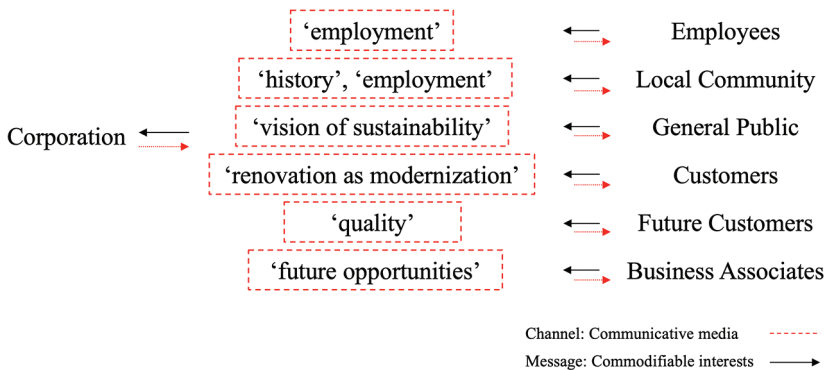 ‘employment’ Employees
‘history’, ‘employment’ Local Community
Corporation ‘vision of sustainability’ General Public
‘renovation as modernization’ Customers
‘quality’ Future Customers
‘future opportunities’ Business Associates
Channel: Communicative media
Message: Commodifiable interests